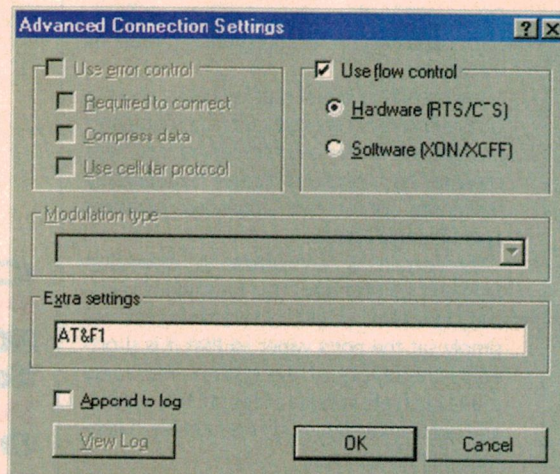 Advanced Connection Settings
Use error control
Required to connect
Compress data
Use cellular protocol
Use flow control
Hardware (RTS/CTS)
Software (XON/XOFF)
Modulation type
Extra settings
AT&F1
Append to log
View Log
OK
Cancel